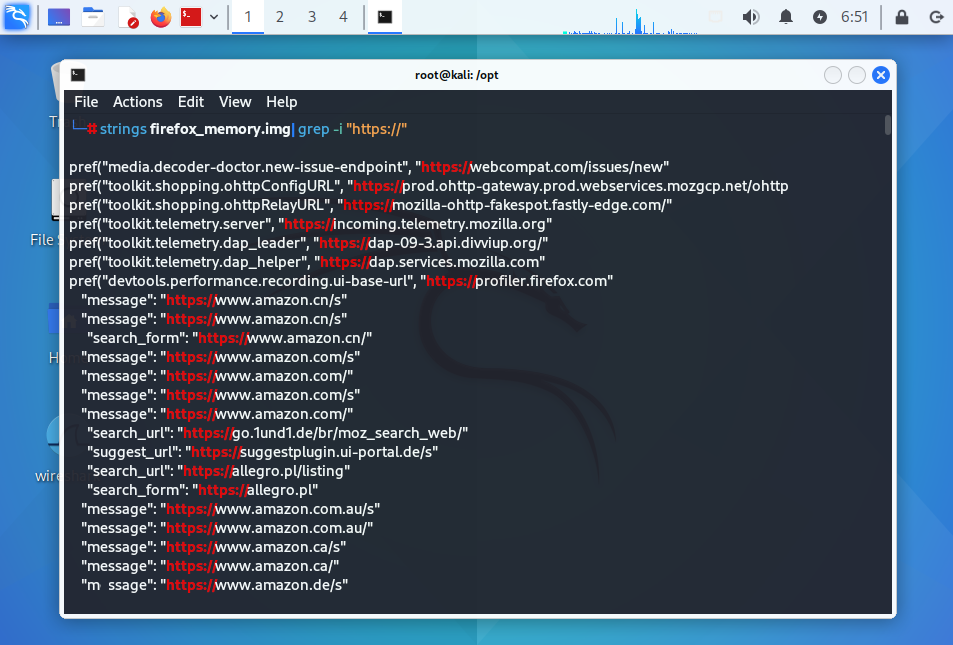 1 2 3 4 6:51
root@kali: /opt
File Actions Edit View Help
└─# strings firefox_memory.img| grep -i "https://"
pref("media.decoder-doctor.new-issue-endpoint", "https://webcompat.com/issues/new"
pref("toolkit.shopping.ohttpConfigURL", "https://prod.ohttp-gateway.prod.webservices.mozgcp.net/ohttp
pref("toolkit.shopping.ohttpRelayURL", "https://mozilla-ohttp-fakespot.fastly-edge.com/"
pref("toolkit.telemetry.server", "https://incoming.telemetry.mozilla.org"
pref("toolkit.telemetry.dap_leader", "https://dap-09-3.api.divviup.org/"
pref("toolkit.telemetry.dap_helper", "https://dap.services.mozilla.com"
pref("devtools.performance.recording.ui-base-url", "https://profiler.firefox.com"
"message": "https://www.amazon.cn/s"
"message": "https://www.amazon.cn/s"
"search_form": "https://www.amazon.cn/"
"message": "https://www.amazon.com/s"
"message": "https://www.amazon.com/"
"message": "https://www.amazon.com/s"
"message": "https://www.amazon.com/"
"search_url": "https://go.1und1.de/br/moz_search_web/"
"suggest_url": "https://suggestplugin.ui-portal.de/s"
"search_url": "https://allegro.pl/listing"
"search_form": "https://allegro.pl"
"message": "https://www.amazon.com.au/s"
"message": "https://www.amazon.com.au/"
"message": "https://www.amazon.ca/s"
"message": "https://www.amazon.ca/"
"m ssage": "https://www.amazon.de/s"
File